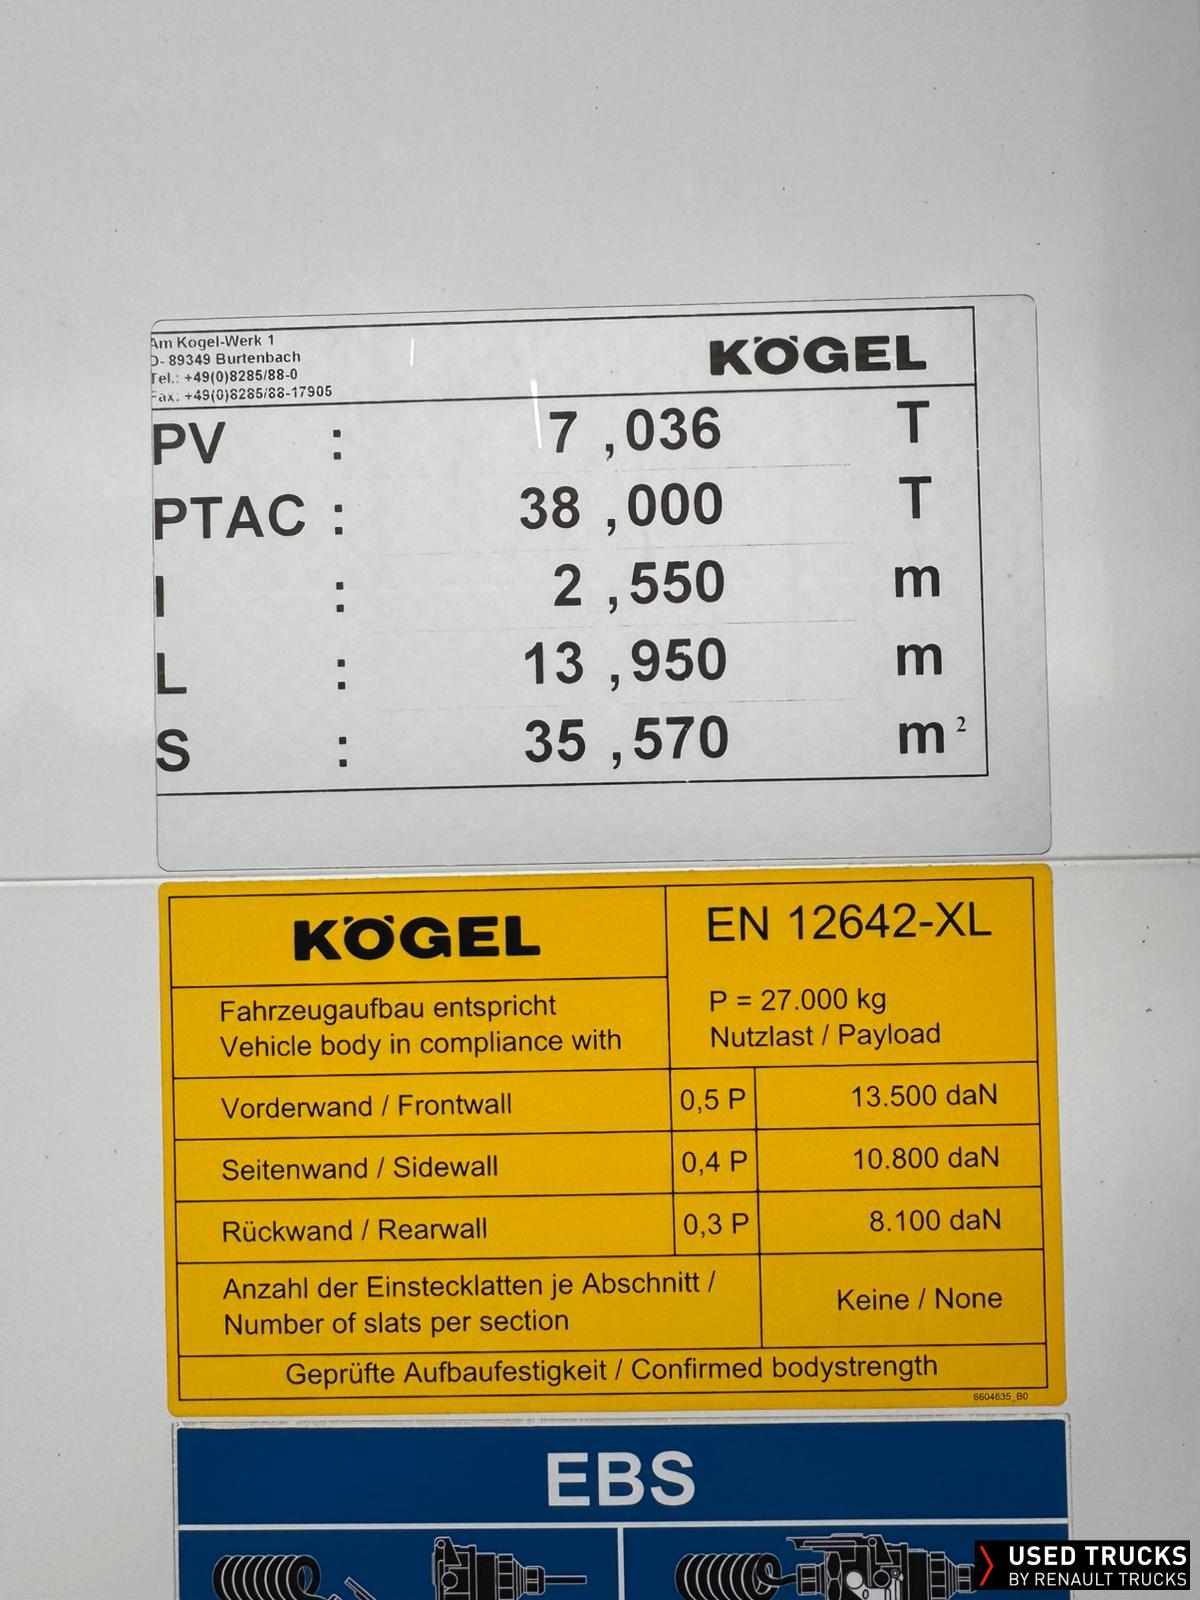 Am Kogel-Werk 1
D- 89349 Burtenbach
Tel.: +49(0)8285/88-0
Fax: +49(0)8285/88-17905
KÖGEL
PV : 7 ,036 T
PTAC : 38 ,000 T
l : 2 ,550 m
L : 13 ,950 m
S : 35 ,570 m²
KÖGEL
EN 12642-XL
Fahrzeugaufbau entspricht
Vehicle body in compliance with
P = 27.000 kg
Nutzlast / Payload
Vorderwand / Frontwall 0,5 P 13.500 daN
Seitenwand / Sidewall 0,4 P 10.800 daN
Rückwand / Rearwall 0,3 P 8.100 daN
Anzahl der Einstecklatten je Abschnitt /
Number of slats per section
Keine / None
Geprüfte Aufbaufestigkeit / Confirmed bodystrength
6604635_B0
EBS
USED TRUCKS
BY RENAULT TRUCKS